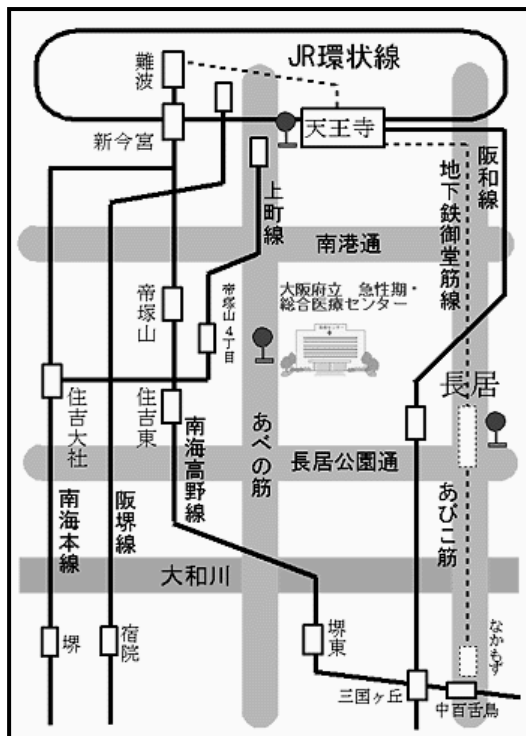 JR環状線
難波
新今宮
天王寺
上町線
地下鉄御堂筋線
阪和線
南港通
帝塚山
帝塚山4丁目
大阪府立 急性期・
総合医療センター
住吉大社
住吉東
長居
南海高野線
あべの筋
長居公園通
南海本線
阪堺線
あびこ筋
大和川
堺
宿院
堺東
なかもず
三国ヶ丘
中百舌鳥